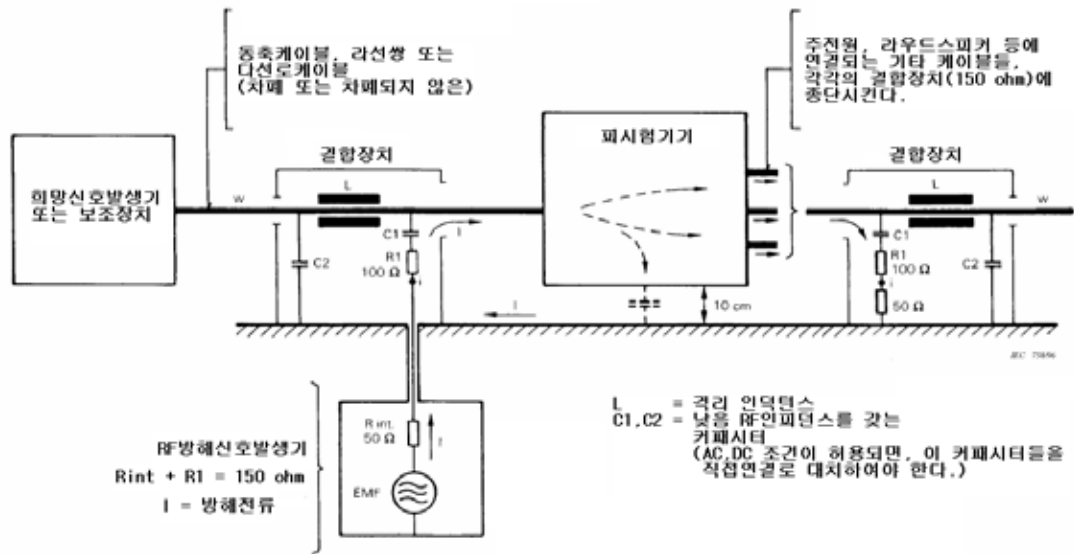 동축케이블, 라선쌍 또는
다선로케이블
(차폐 또는 차폐되지 않은)
주전원, 라우드스피커 등에
연결되는 기타 케이블들,
각각의 결합장치(150 ohm)에
종단시킨다.
희망신호발생기
또는 보조장치
w
결합장치
L
C2
C1
R1
100 Ω
i
I
피시험기기
10 cm
I
결합장치
L
w
C1
R1
100 Ω
i
50 Ω
C2
IEC 758/96
RF방해신호발생기
Rint + R1 = 150 ohm
I = 방해전류
R int.
50 Ω
I
EMF
L = 격리 인덕턴스
C1,C2 = 낮음 RF인피던스를 갖는
커패시터
(AC,DC 조건이 허용되면, 이 커패시터들을
직접연결로 대치하여야 한다.)